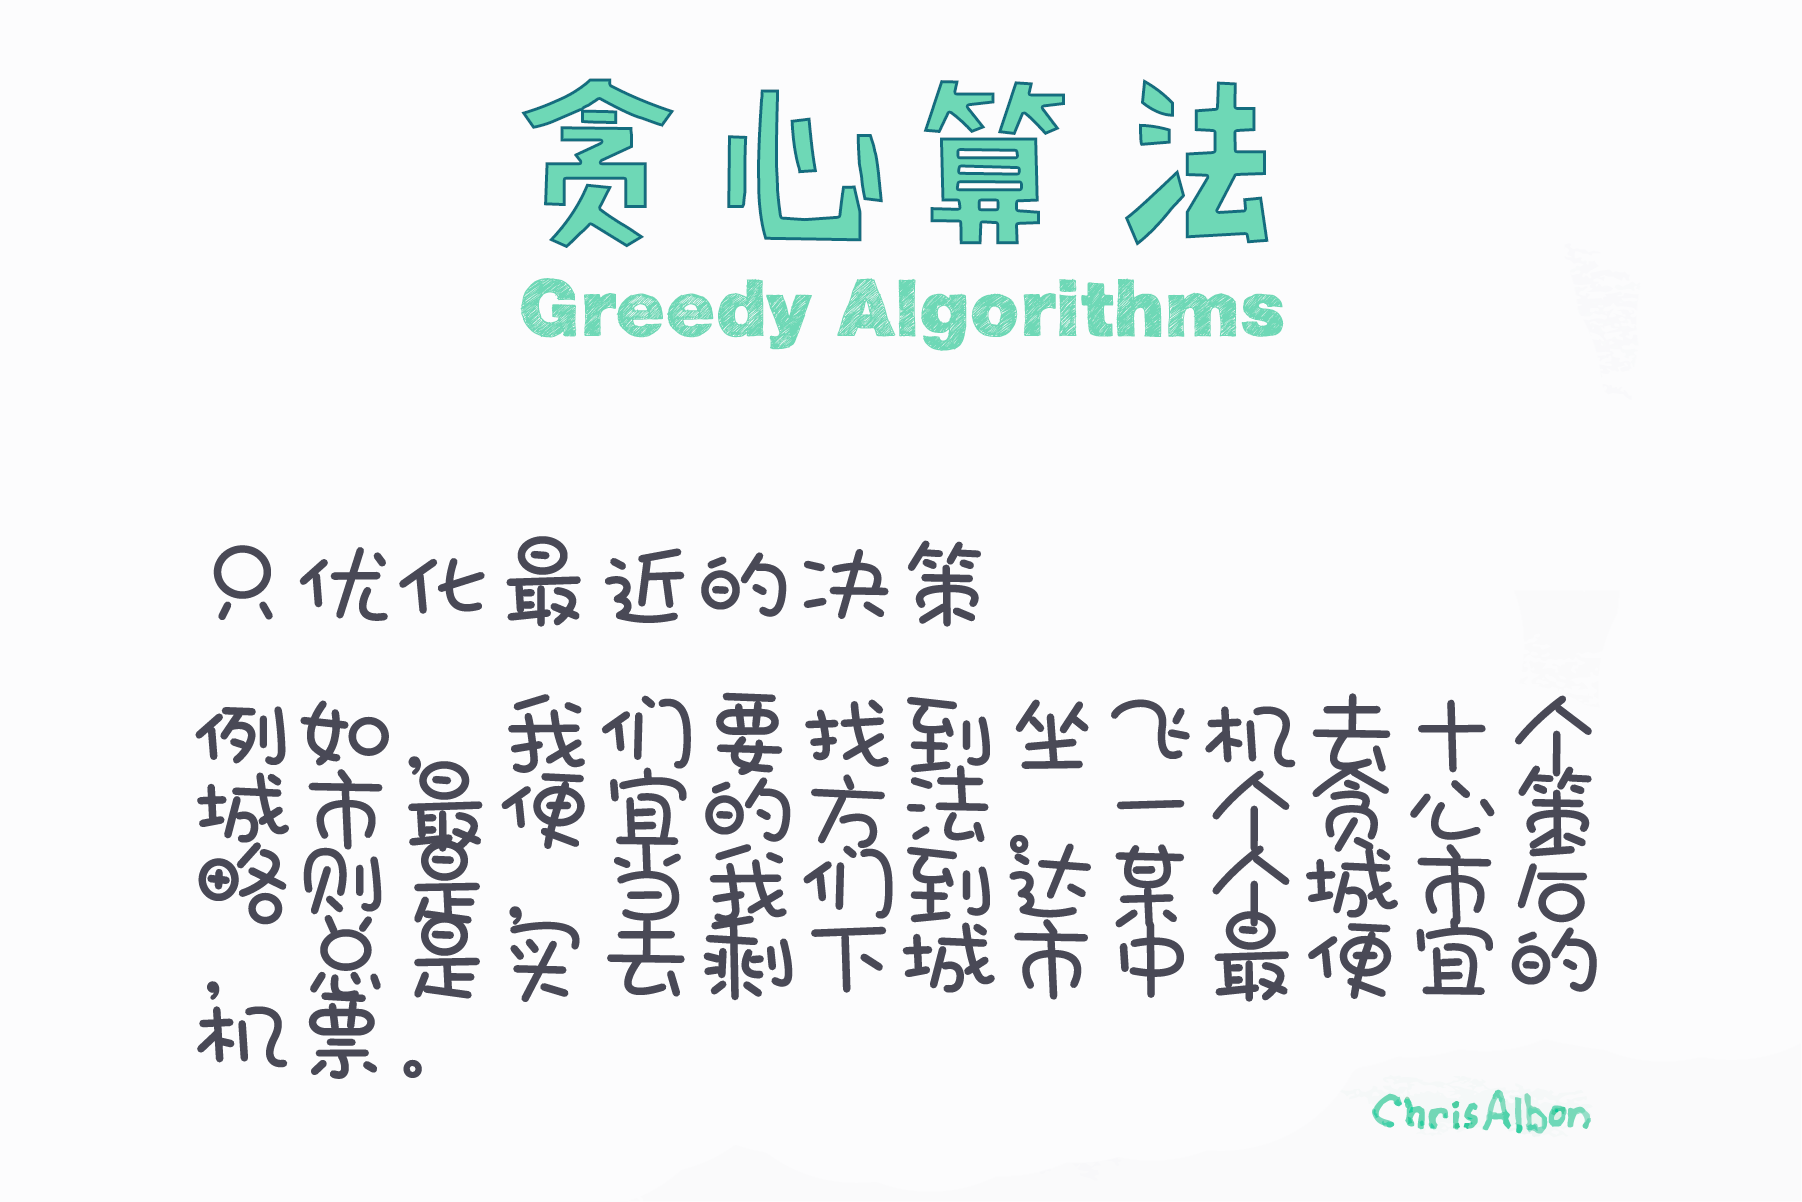 贪心算法
Greedy Algorithms
只优化最近的决策
例如，我们要找到坐飞机去十个
城市最便宜的方法。一个贪心策
略则是当我们到达某个城市后
，总是买去剩下城市中最便宜的
机票。
ChrisAlbon